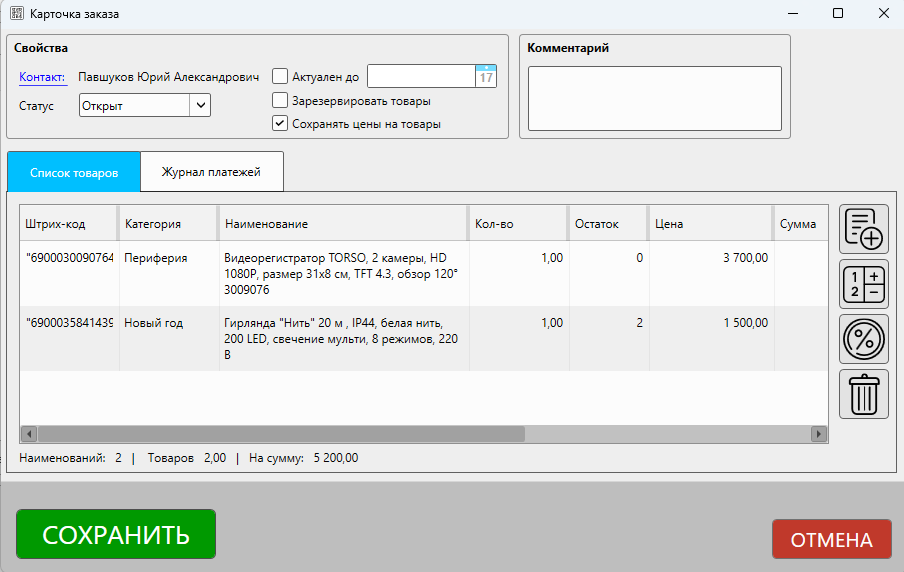 Карточка заказа
Свойства
Контакт: Павшуков Юрий Александрович
Статус Открыт
Актуален до 17
Зарезервировать товары
Сохранять цены на товары
Комментарий
Список товаров Журнал платежей
Штрих-код Категория Наименование Кол-во Остаток Цена Сумма
"6900030090764 Периферия Видеорегистратор TORSO, 2 камеры, HD 1,00 0 3 700,00
1080P, размер 31x8 см, TFT 4.3, обзор 120°
3009076
"6900035841439 Новый год Гирлянда "Нить" 20 м , IP44, белая нить, 1,00 2 1 500,00
200 LED, свечение мульти, 8 режимов, 220
В
1 +
2 −
%
Наименований: 2 | Товаров 2,00 | На сумму: 5 200,00
СОХРАНИТЬ
ОТМЕНА